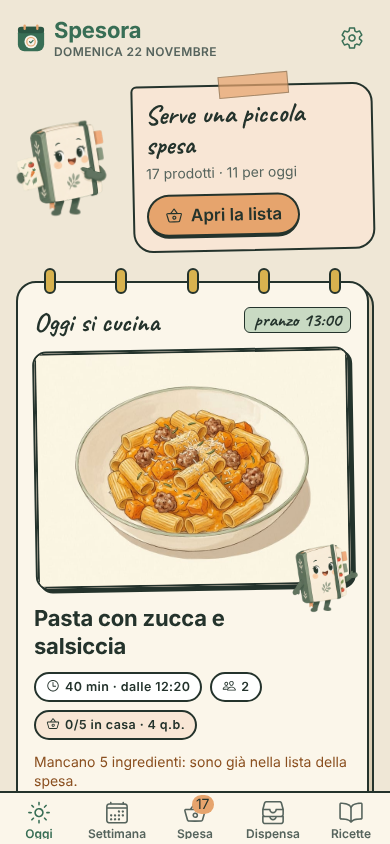 Spesora
DOMENICA 22 NOVEMBRE
Serve una piccola
spesa
17 prodotti · 11 per oggi
Apri la lista
Oggi si cucina
pranzo 13:00
Pasta con zucca e
salsiccia
40 min · dalle 12:20
2
0/5 in casa · 4 q.b.
Mancano 5 ingredienti: sono già nella lista della
spesa.
17
Oggi
Settimana
Spesa
Dispensa
Ricette